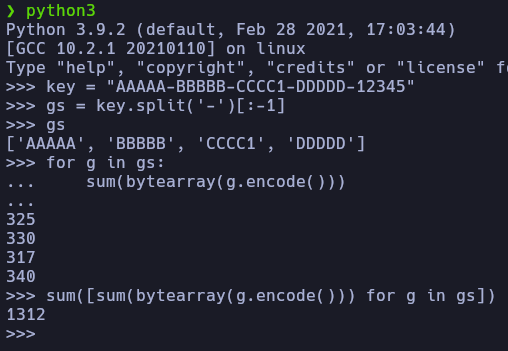 ❯ python3
Python 3.9.2 (default, Feb 28 2021, 17:03:44)
[GCC 10.2.1 20210110] on linux
Type "help", "copyright", "credits" or "license" f
>>> key = "AAAAA-BBBBB-CCCC1-DDDDD-12345"
>>> gs = key.split('-')[:-1]
>>> gs
['AAAAA', 'BBBBB', 'CCCC1', 'DDDDD']
>>> for g in gs:
...     sum(bytearray(g.encode()))
...
325
330
317
340
>>> sum([sum(bytearray(g.encode())) for g in gs])
1312
>>>